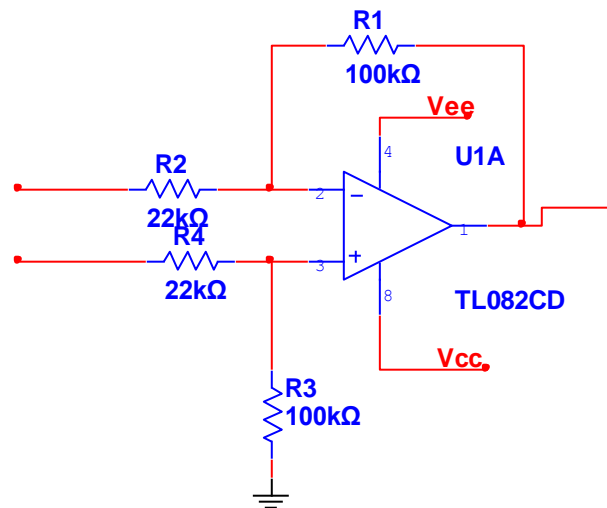 R1
100kΩ
Vee
4
U1A
R2
2
22kΩ
1
R4
3
22kΩ
8
TL082CD
Vcc
R3
100kΩ